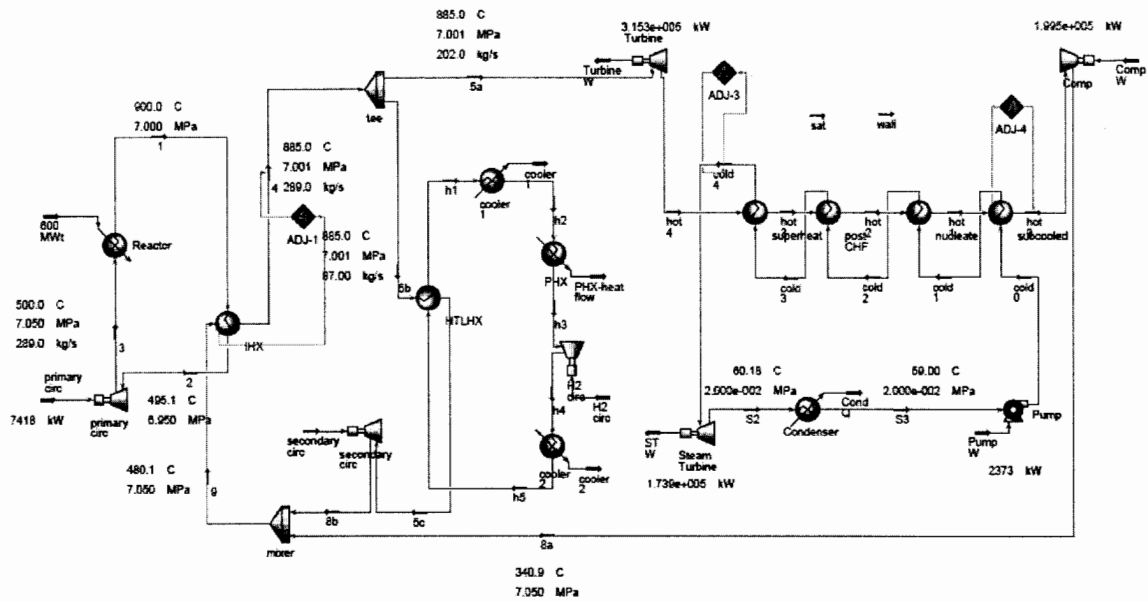 885.0 C
7.001 MPa
202.0 kg/s
5a
tee
3.153e+005 kW
Turbine
Turbine
W
ADJ-3
1.995e+005 kW
Comp
Comp
W
ADJ-4
sat
wall
900.0 C
7.000 MPa
1
885.0 C
7.001 MPa
289.0 kg/s
4
ADJ-1
885.0 C
7.001 MPa
87.00 kg/s
600
MWt
Reactor
500.0 C
7.050 MPa
289.0 kg/s
3
IHX
2
primary
circ
7418 kW
primary
circ
495.1 C
6.950 MPa
480.1 C
7.050 MPa
9
mixer
h1
cooler
1
cooler
1
h2
PHX
PHX-heat
flow
h3
HTLHX
H2
circ
H2
circ
h4
cooler
2
cooler
2
h5
secondary
circ
secondary
circ
8b
5c
8a
340.9 C
7.050 MPa
cold
4
hot
4
superheat
hot
post-
CHF
hot
2
nucleate
hot
subcooled
hot
cold
3
cold
2
cold
1
cold
0
60.16 C
2.000e-002 MPa
59.00 C
2.000e-002 MPa
S2
Condenser
Cond
Q
S3
Pump
Pump
W
2373 kW
ST
W
Steam
Turbine
1.739e+005 kW